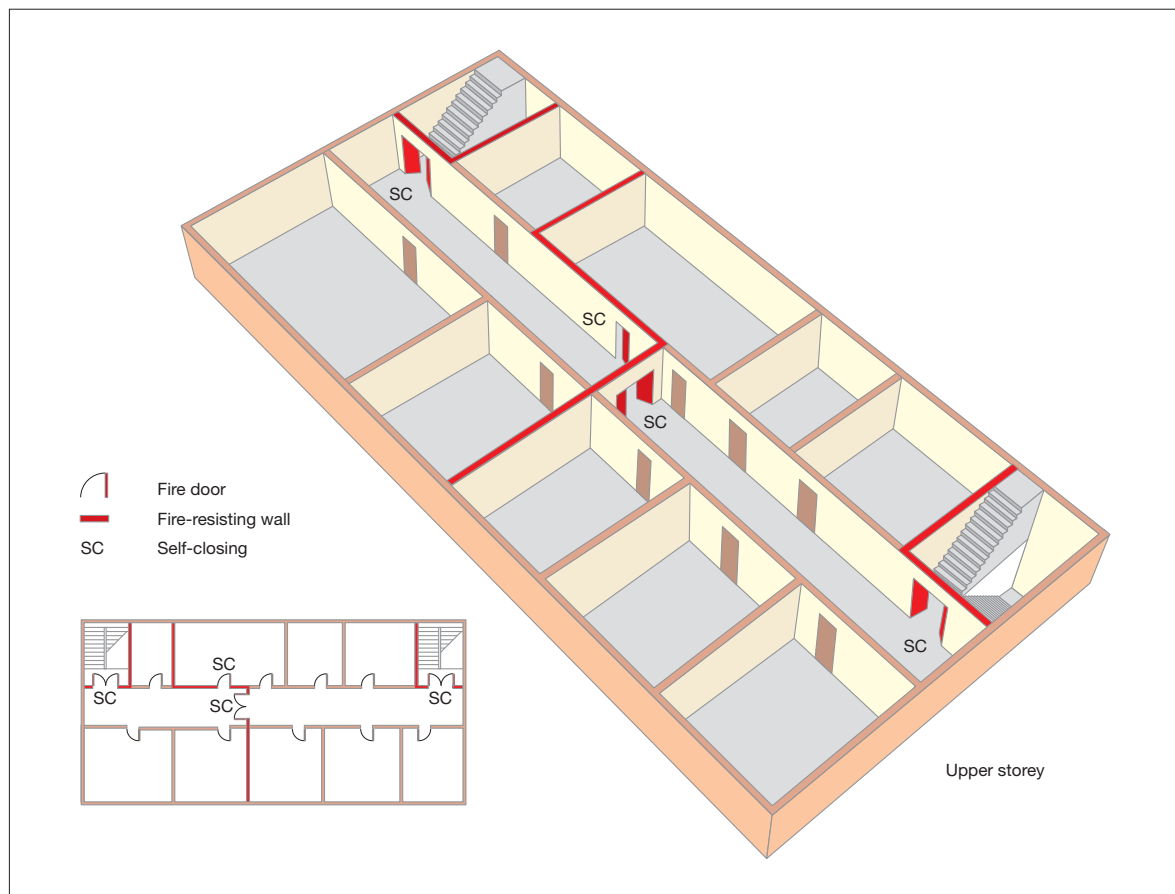 SC
SC
SC
SC
Fire door
Fire-resisting wall
SC Self-closing
SC
SC
SC
SC
Upper storey